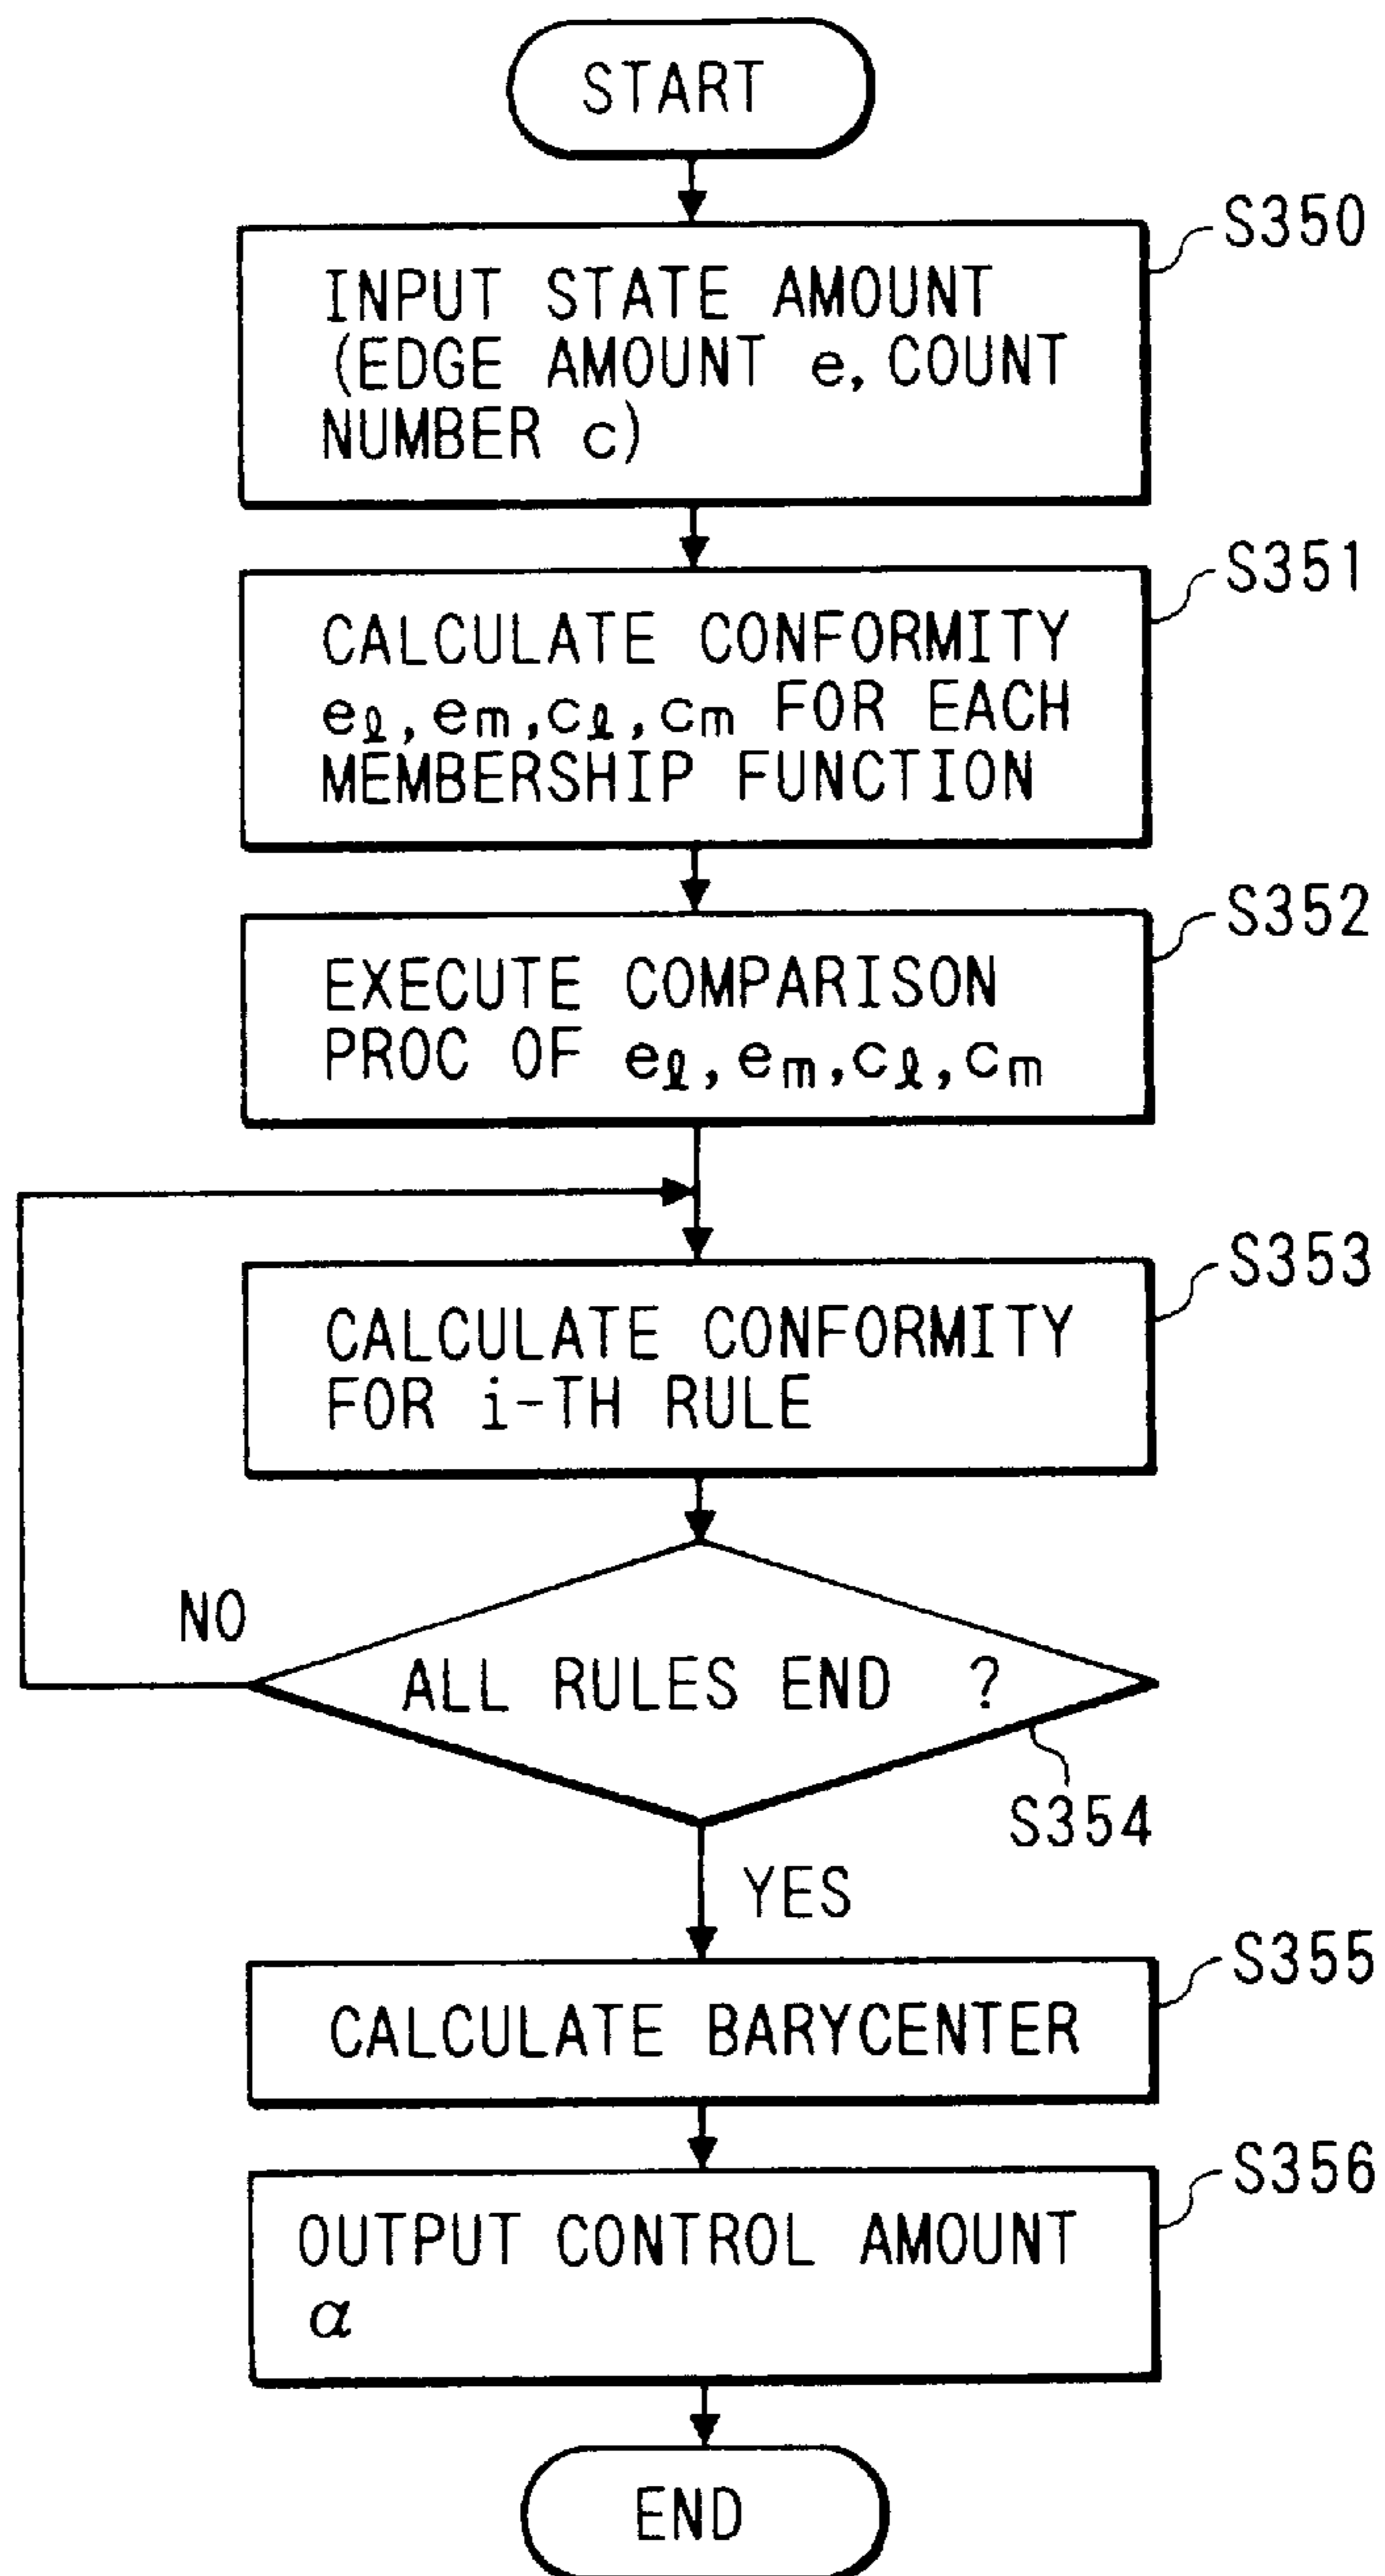 START
S350
INPUT STATE AMOUNT
(EDGE AMOUNT e, COUNT
NUMBER c)
S351
CALCULATE CONFORMITY
eℓ, em, cℓ, cm FOR EACH
MEMBERSHIP FUNCTION
S352
EXECUTE COMPARISON
PROC OF eℓ, em, cℓ, cm
S353
CALCULATE CONFORMITY
FOR i-TH RULE
NO
ALL RULES END ?
S354
YES
S355
CALCULATE BARYCENTER
S356
OUTPUT CONTROL AMOUNT
α
END